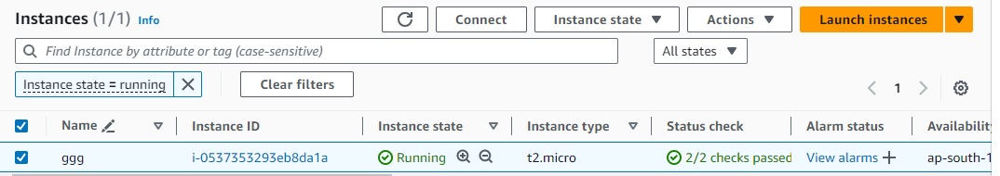 Instances (1/1) Info Connect Instance state Actions Launch instances
Find Instance by attribute or tag (case-sensitive) All states
Instance state = running Clear filters 1
Name Instance ID Instance state Instance type Status check Alarm status Availability
ggg i-0537353293eb8da1a Running t2.micro 2/2 checks passed View alarms ap-south-1